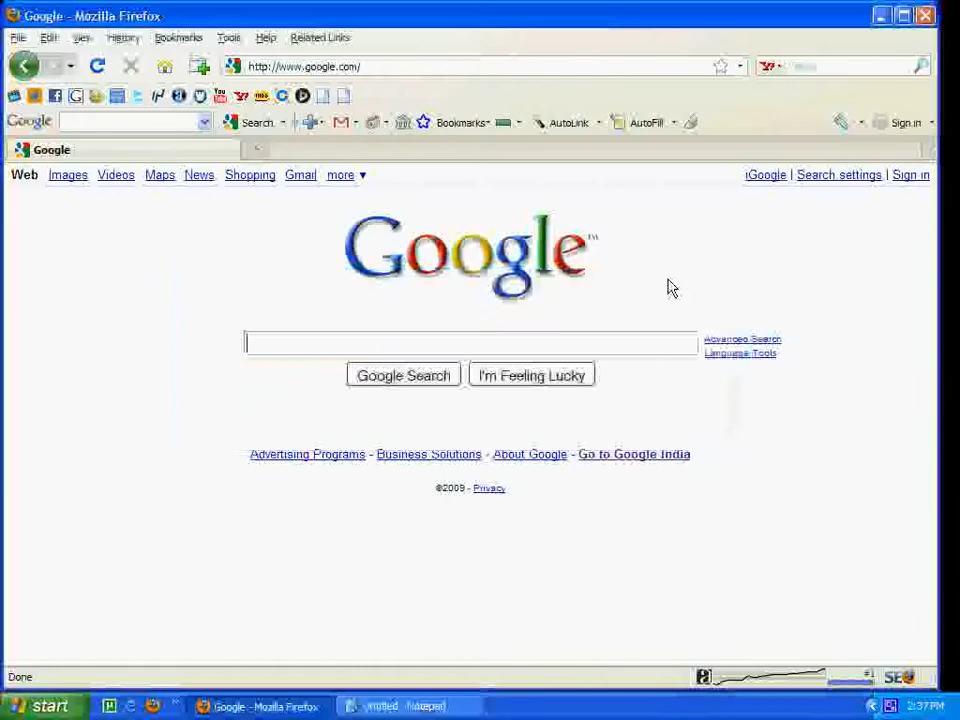 Google - Mozilla Firefox
File Edit View History Bookmarks Tools Help Related Links
http://www.google.com/
Google Search Bookmarks AutoLink AutoFill Sign in
Google
Web Images Videos Maps News Shopping Gmail more ▼ iGoogle | Search settings | Sign in
Google™
Advanced Search
Language Tools
Google Search I'm Feeling Lucky
Advertising Programs - Business Solutions - About Google - Go to Google India
©2009 - Privacy
Done
start Google - Mozilla Firefox Untitled - Notepad 2:37 PM